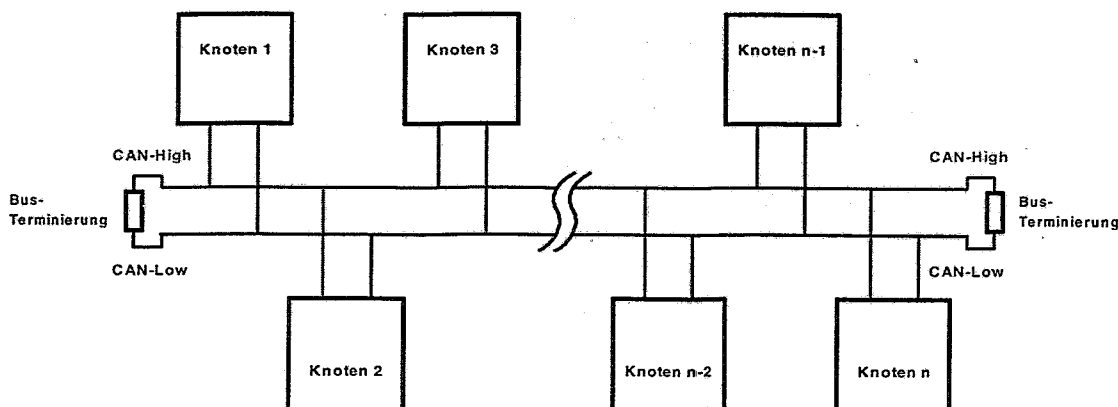 Knoten 1
Knoten 3
Knoten n-1
CAN-High
CAN-High
Bus-
Terminierung
Bus-
Terminierung
CAN-Low
CAN-Low
Knoten 2
Knoten n-2
Knoten n